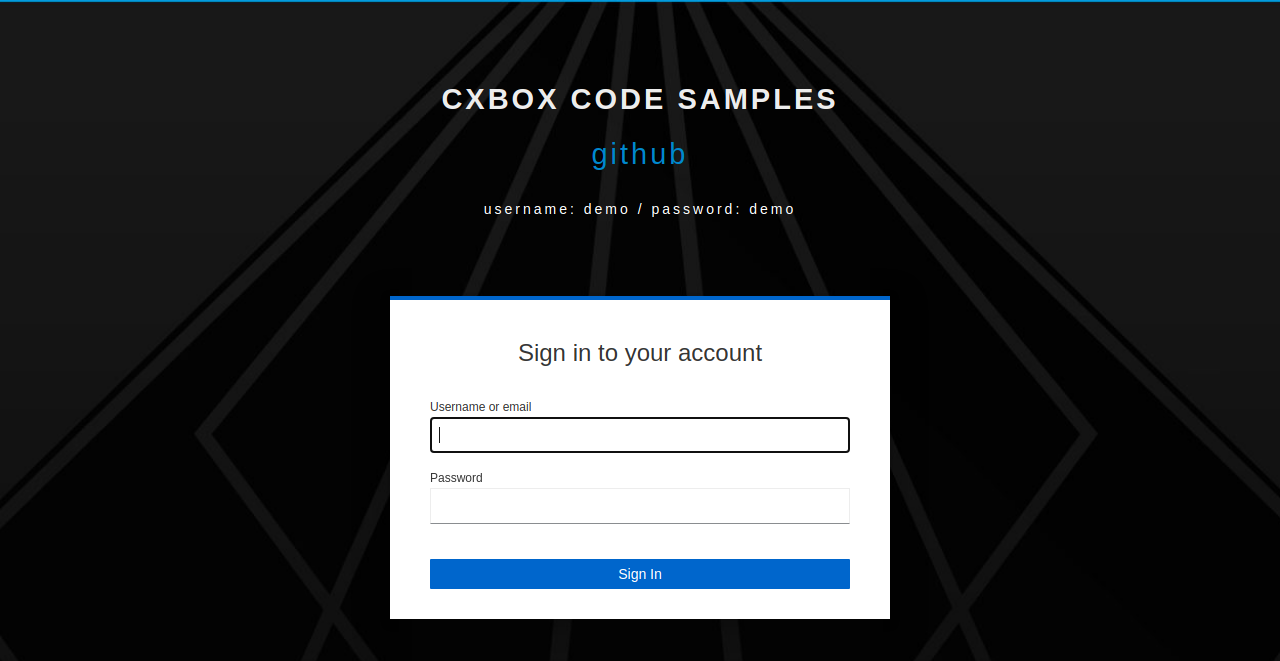 CXBOX CODE SAMPLES
github
username: demo / password: demo
Sign in to your account
Username or email
Password
Sign In